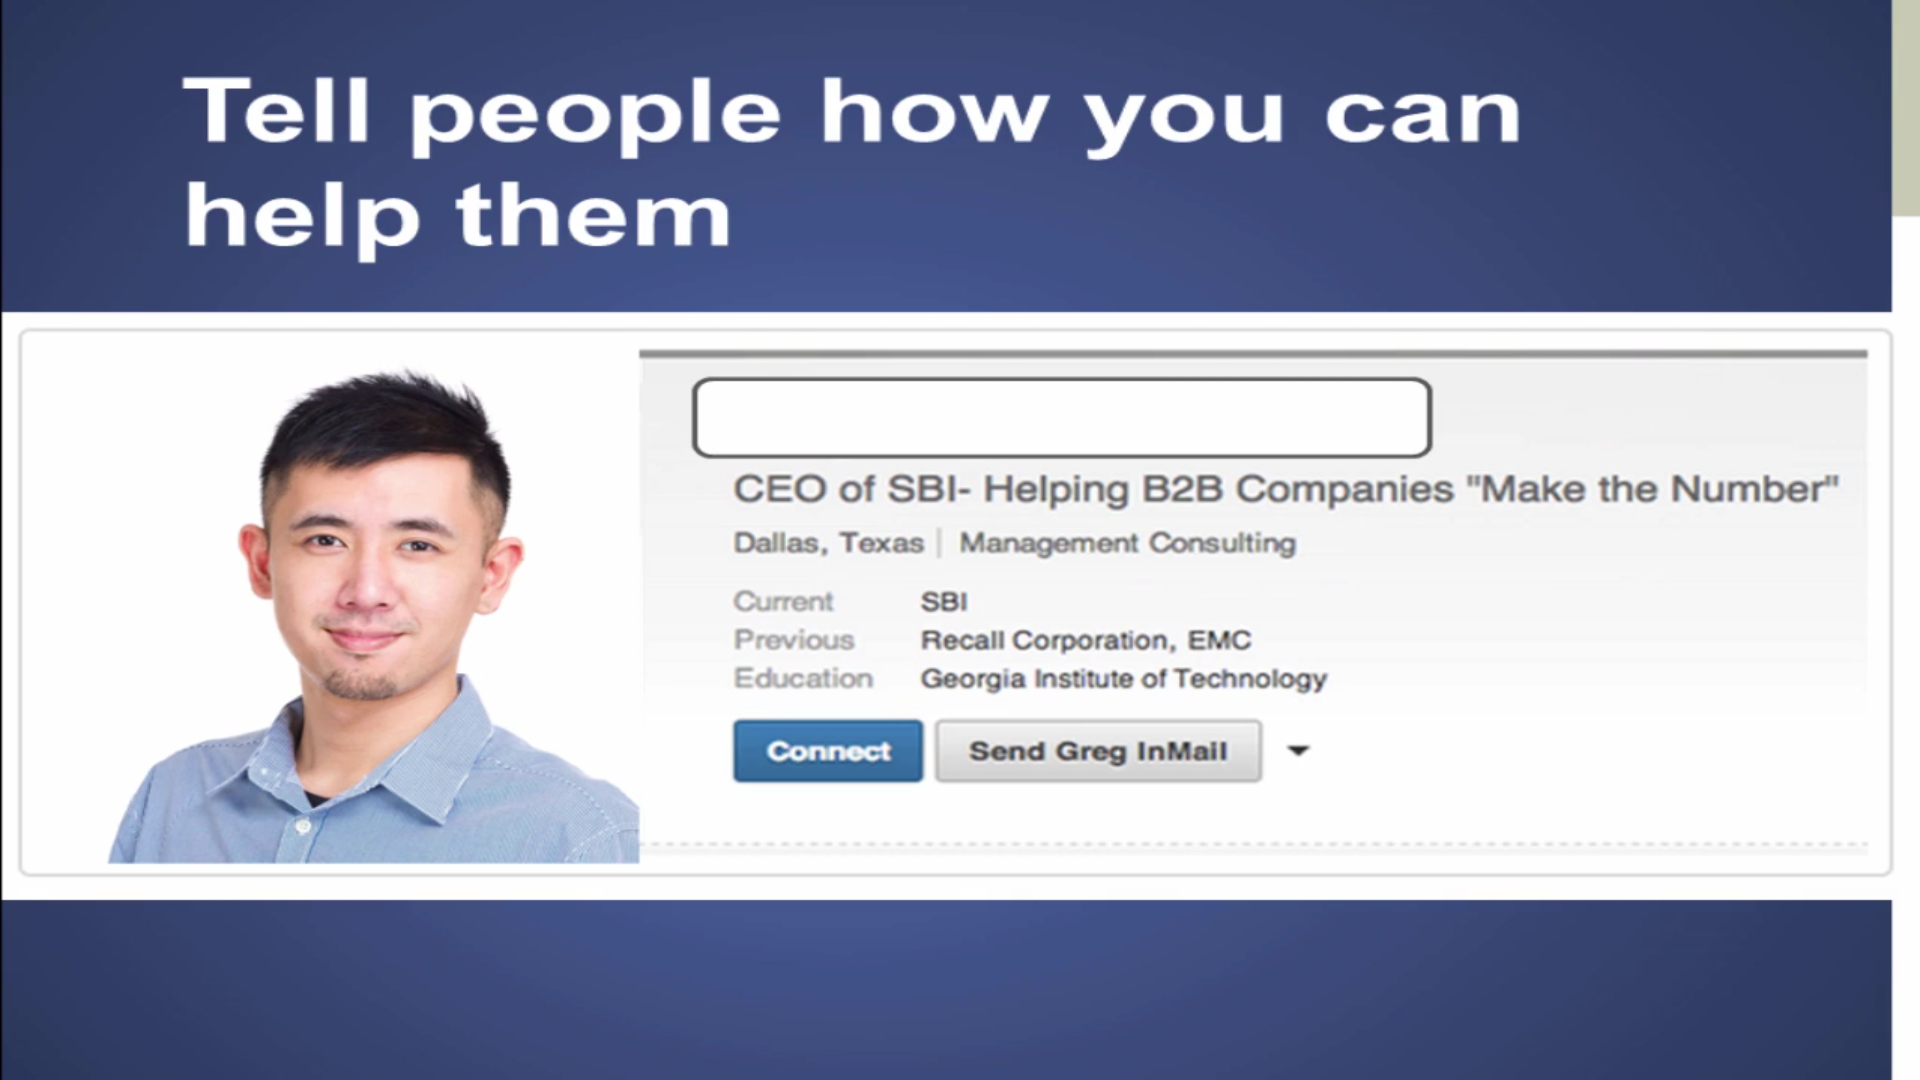 Tell people how you can
help them
CEO of SBI- Helping B2B Companies "Make the Number"
Dallas, Texas | Management Consulting
Current SBI
Previous Recall Corporation, EMC
Education Georgia Institute of Technology
Connect Send Greg InMail